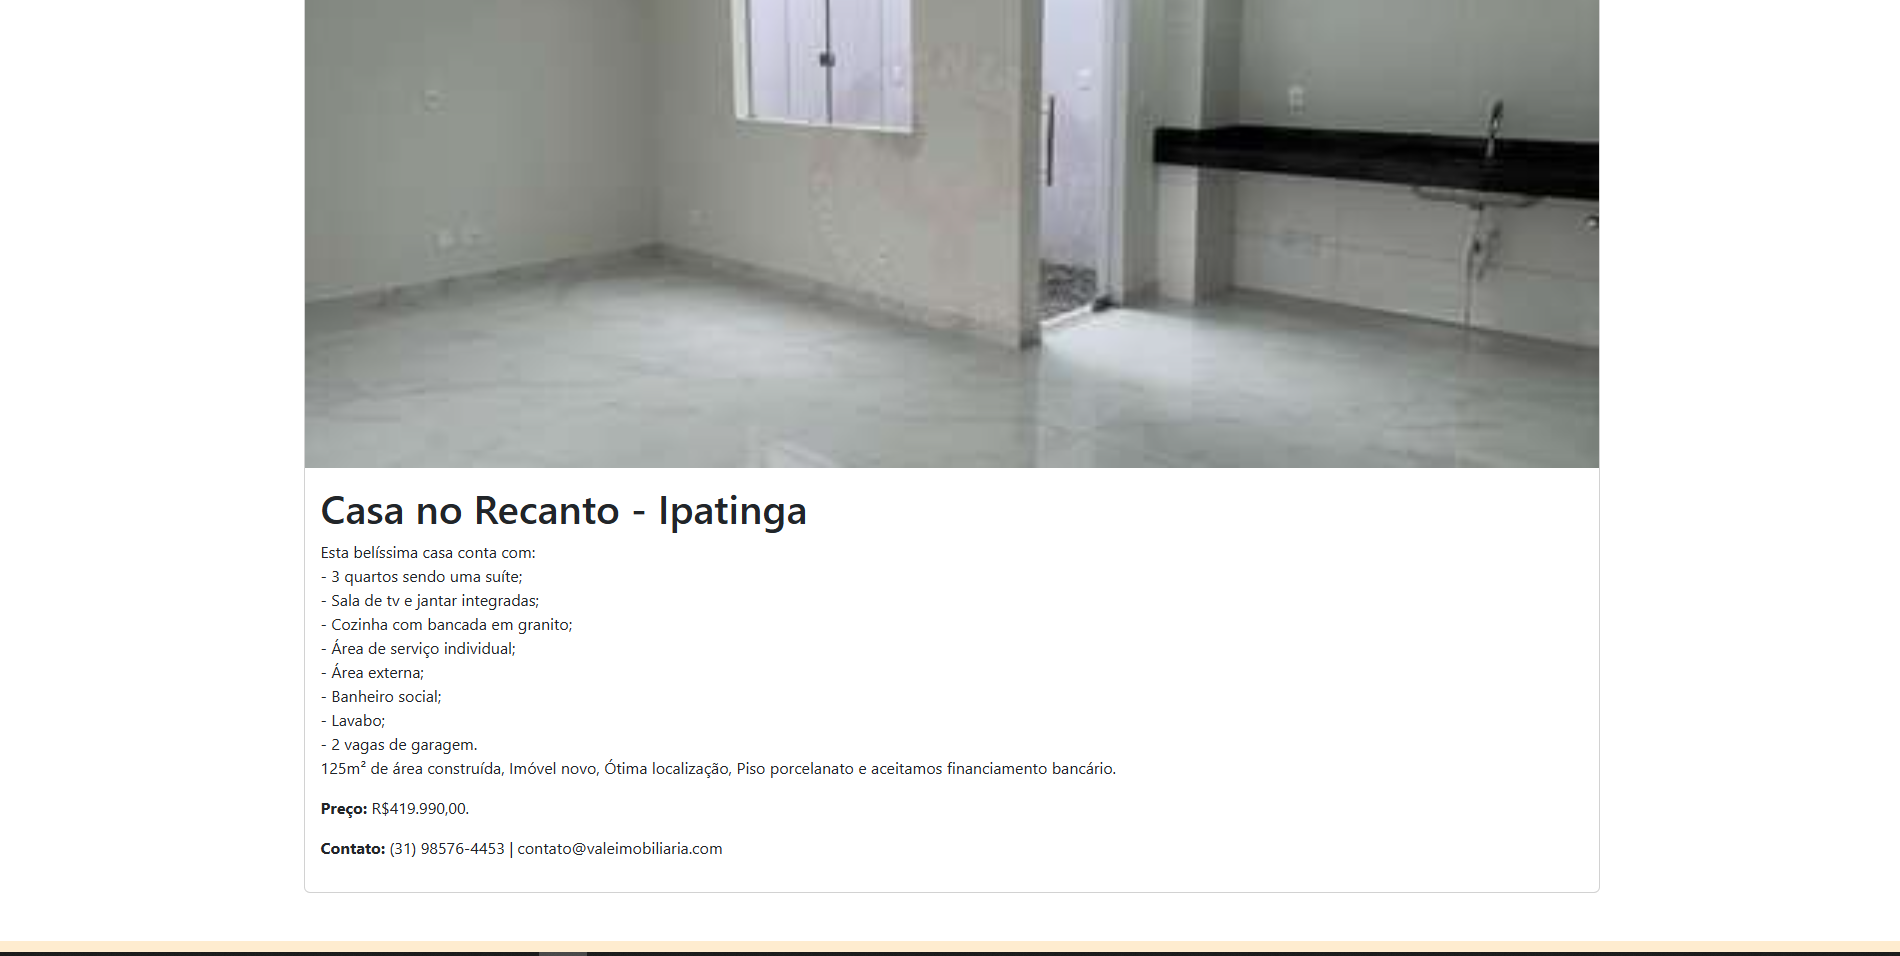 Casa no Recanto - Ipatinga
Esta belíssima casa conta com:
- 3 quartos sendo uma suíte;
- Sala de tv e jantar integradas;
- Cozinha com bancada em granito;
- Área de serviço individual;
- Área externa;
- Banheiro social;
- Lavabo;
- 2 vagas de garagem.
125m² de área construída, Imóvel novo, Ótima localização, Piso porcelanato e aceitamos financiamento bancário.
Preço: R$419.990,00.
Contato: (31) 98576-4453 | contato@valeimobiliaria.com